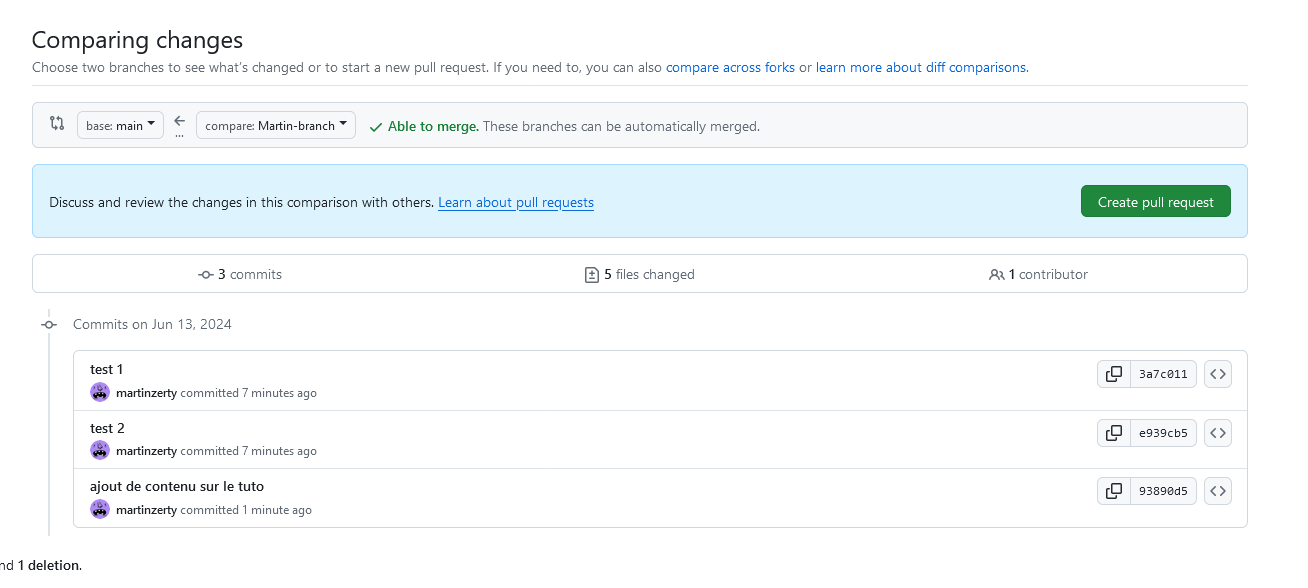 Comparing changes
Choose two branches to see what's changed or to start a new pull request. If you need to, you can also compare across forks or learn more about diff comparisons.
base: main ... compare: Martin-branch Able to merge. These branches can be automatically merged.
Discuss and review the changes in this comparison with others. Learn about pull requests Create pull request
3 commits 5 files changed 1 contributor
Commits on Jun 13, 2024
test 1
martinzerty committed 7 minutes ago 3a7c011
test 2
martinzerty committed 7 minutes ago e939cb5
ajout de contenu sur le tuto
martinzerty committed 1 minute ago 93890d5
nd 1 deletion.